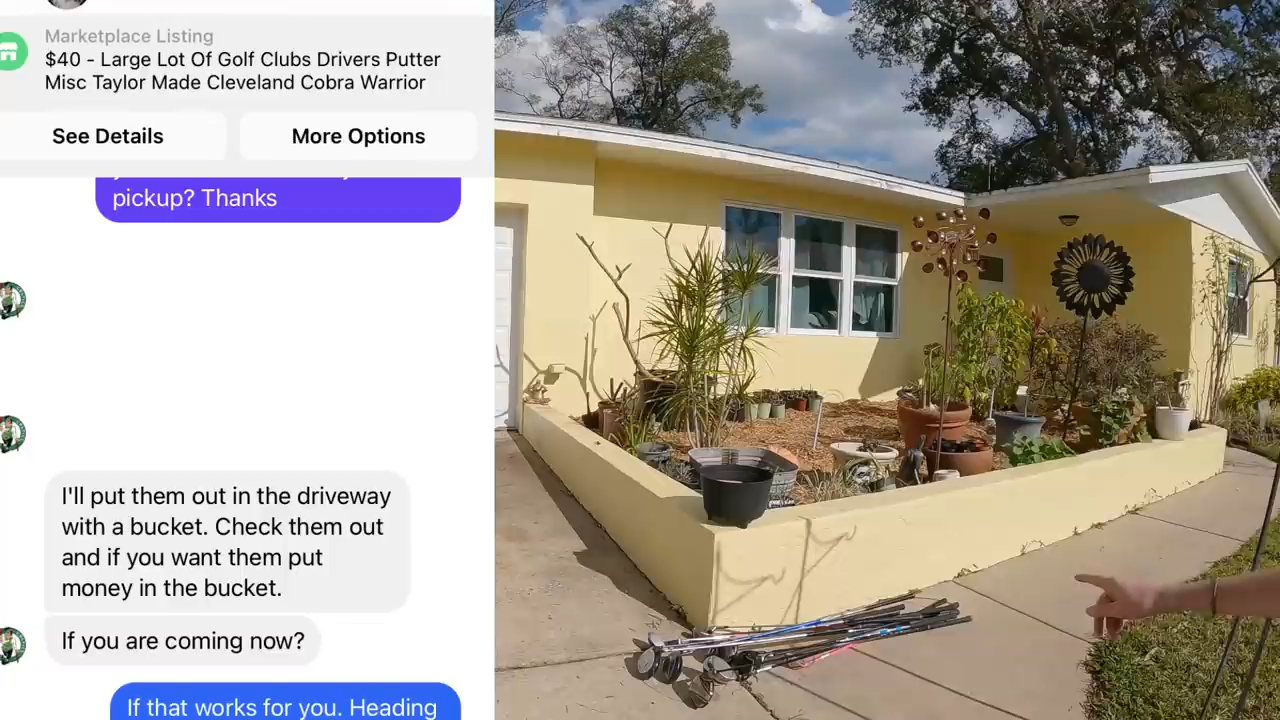 Marketplace Listing
$40 - Large Lot Of Golf Clubs Drivers Putter
Misc Taylor Made Cleveland Cobra Warrior
See Details
More Options
pickup? Thanks
I'll put them out in the driveway
with a bucket. Check them out
and if you want them put
money in the bucket.
If you are coming now?
If that works for you. Heading